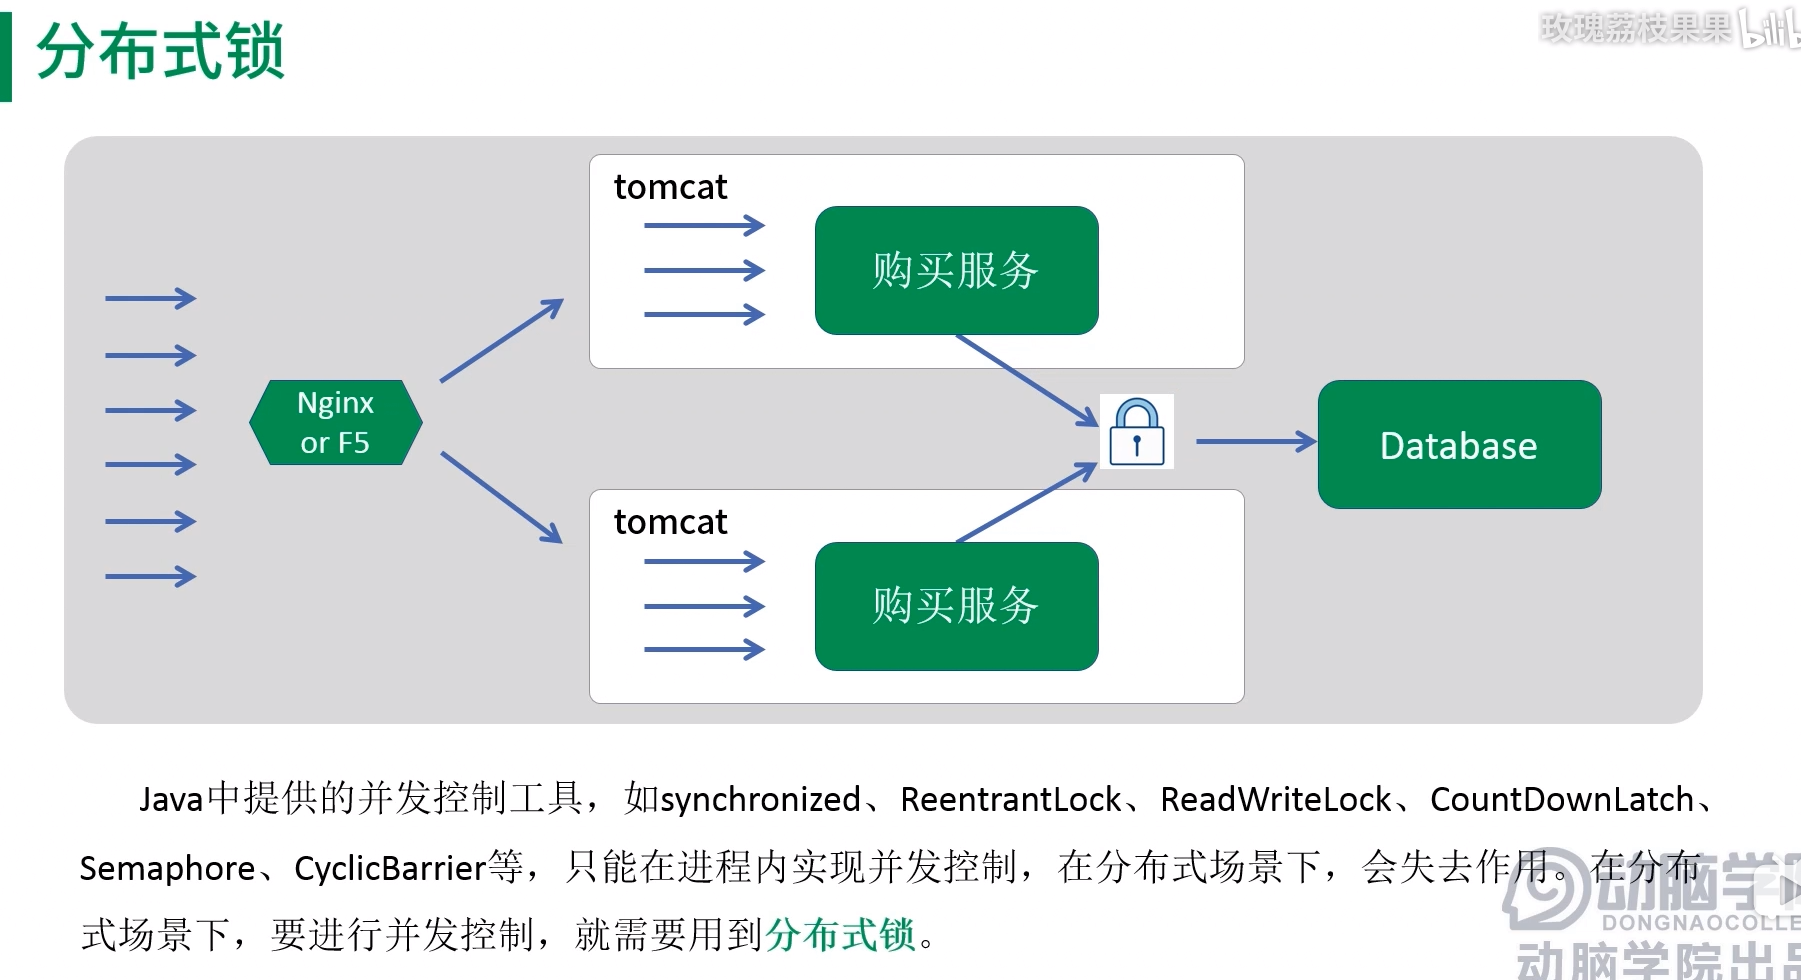 玫瑰荔枝果果
分布式锁
tomcat
购买服务
Nginx
or F5
Database
tomcat
购买服务
Java中提供的并发控制工具，如synchronized、ReentrantLock、ReadWriteLock、CountDownLatch、
Semaphore、CyclicBarrier等，只能在进程内实现并发控制，在分布式场景下，会失去作用。在分布
式场景下，要进行并发控制，就需要用到分布式锁。
动脑学院
DONGNAOCOLLE
动脑学院出品